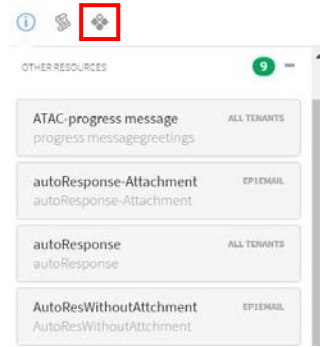 OTHER RESOURCES 9
ATAC-progress message ALL TENANTS
progress messagegreetings
autoResponse-Attachment EP1EMAIL
autoResponse-Attachment
autoResponse ALL TENANTS
autoResponse
AutoResWithoutAttchment EP1EMAIL
AutoResWithoutAttchment